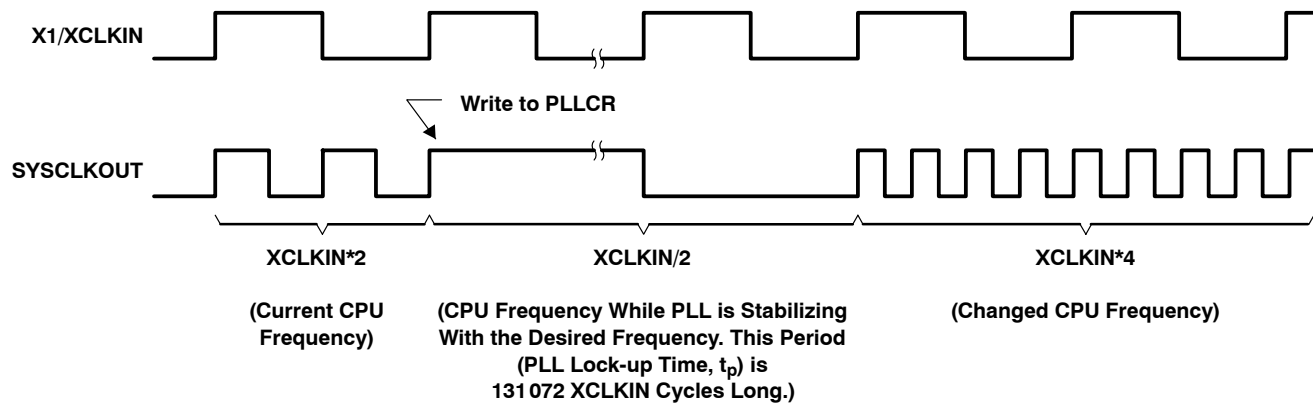 X1/XCLKIN
Write to PLLCR
SYSCLKOUT
XCLKIN*2
(Current CPU
Frequency)
XCLKIN/2
(CPU Frequency While PLL is Stabilizing
With the Desired Frequency. This Period
(PLL Lock-up Time, tp) is
131072 XCLKIN Cycles Long.)
XCLKIN*4
(Changed CPU Frequency)